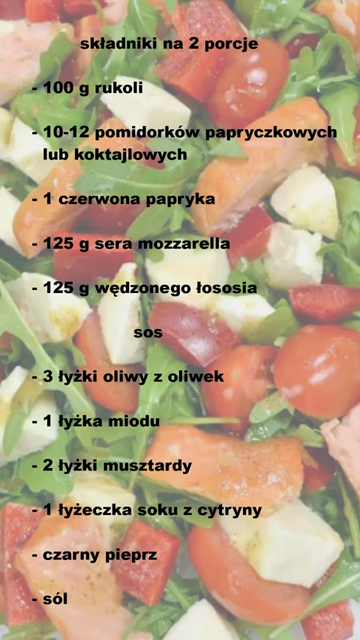 składniki na 2 porcje
- 100 g rukoli
- 10-12 pomidorków papryczkowych
lub koktajlowych
- 1 czerwona papryka
- 125 g sera mozzarella
- 125 g wędzonego łososia
sos
- 3 łyżki oliwy z oliwek
- 1 łyżka miodu
- 2 łyżki musztardy
- 1 łyżeczka soku z cytryny
- czarny pieprz
- sól